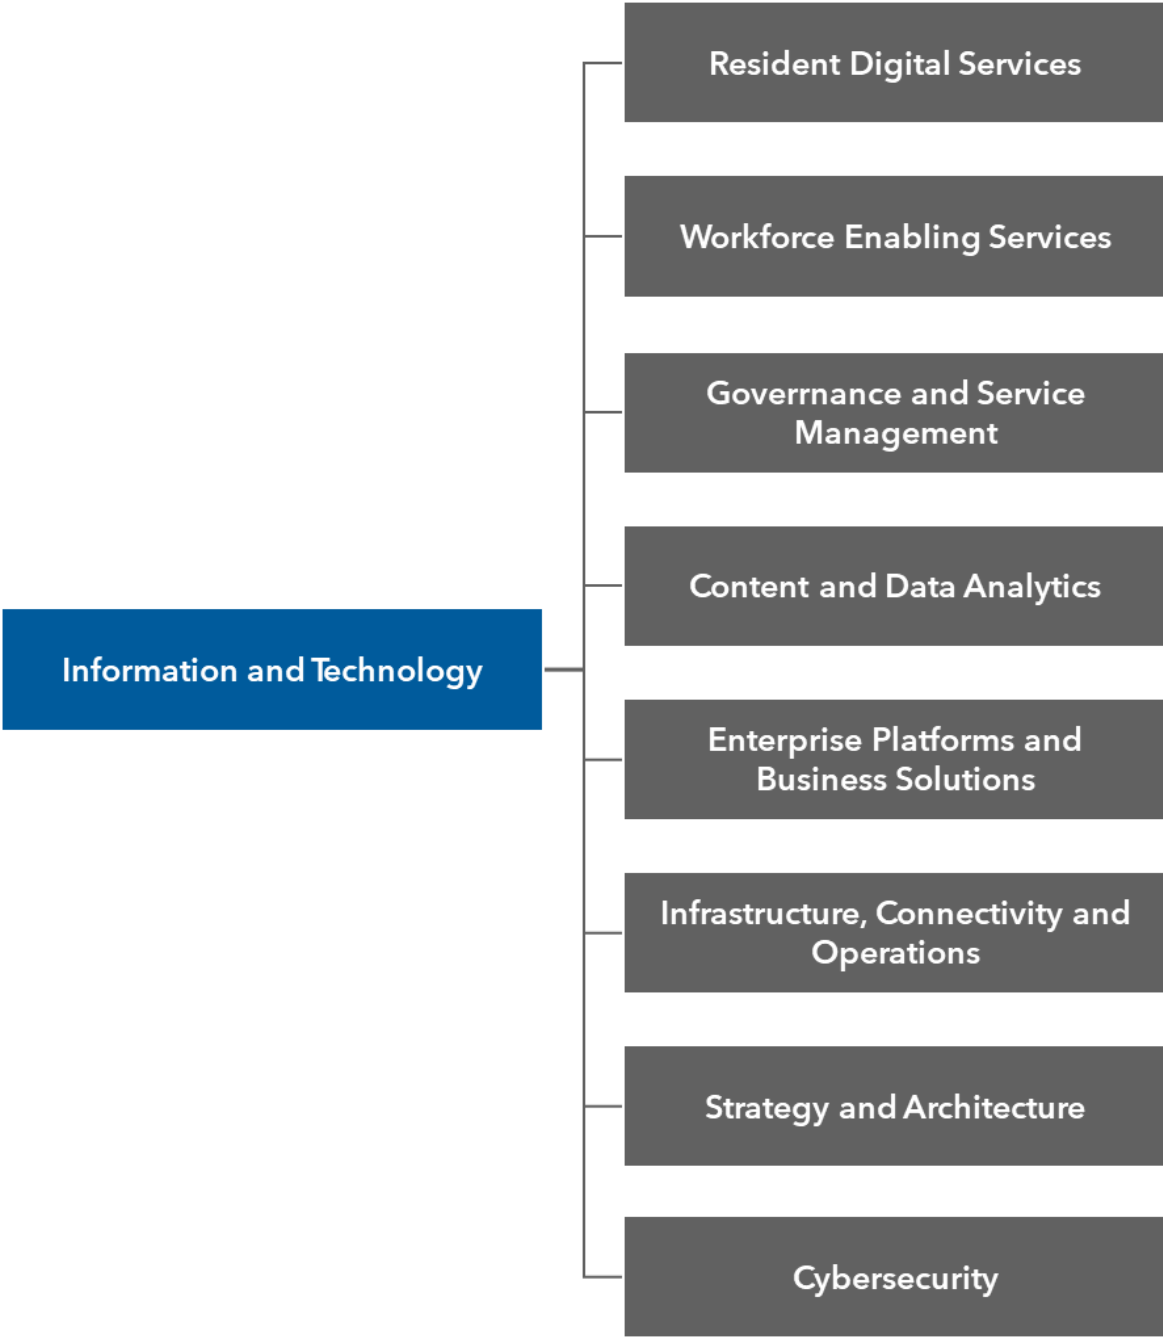 Resident Digital Services
Workforce Enabling Services
Goverrnance and Service
Management
Content and Data Analytics
Information and Technology
Enterprise Platforms and
Business Solutions
Infrastructure, Connectivity and
Operations
Strategy and Architecture
Cybersecurity